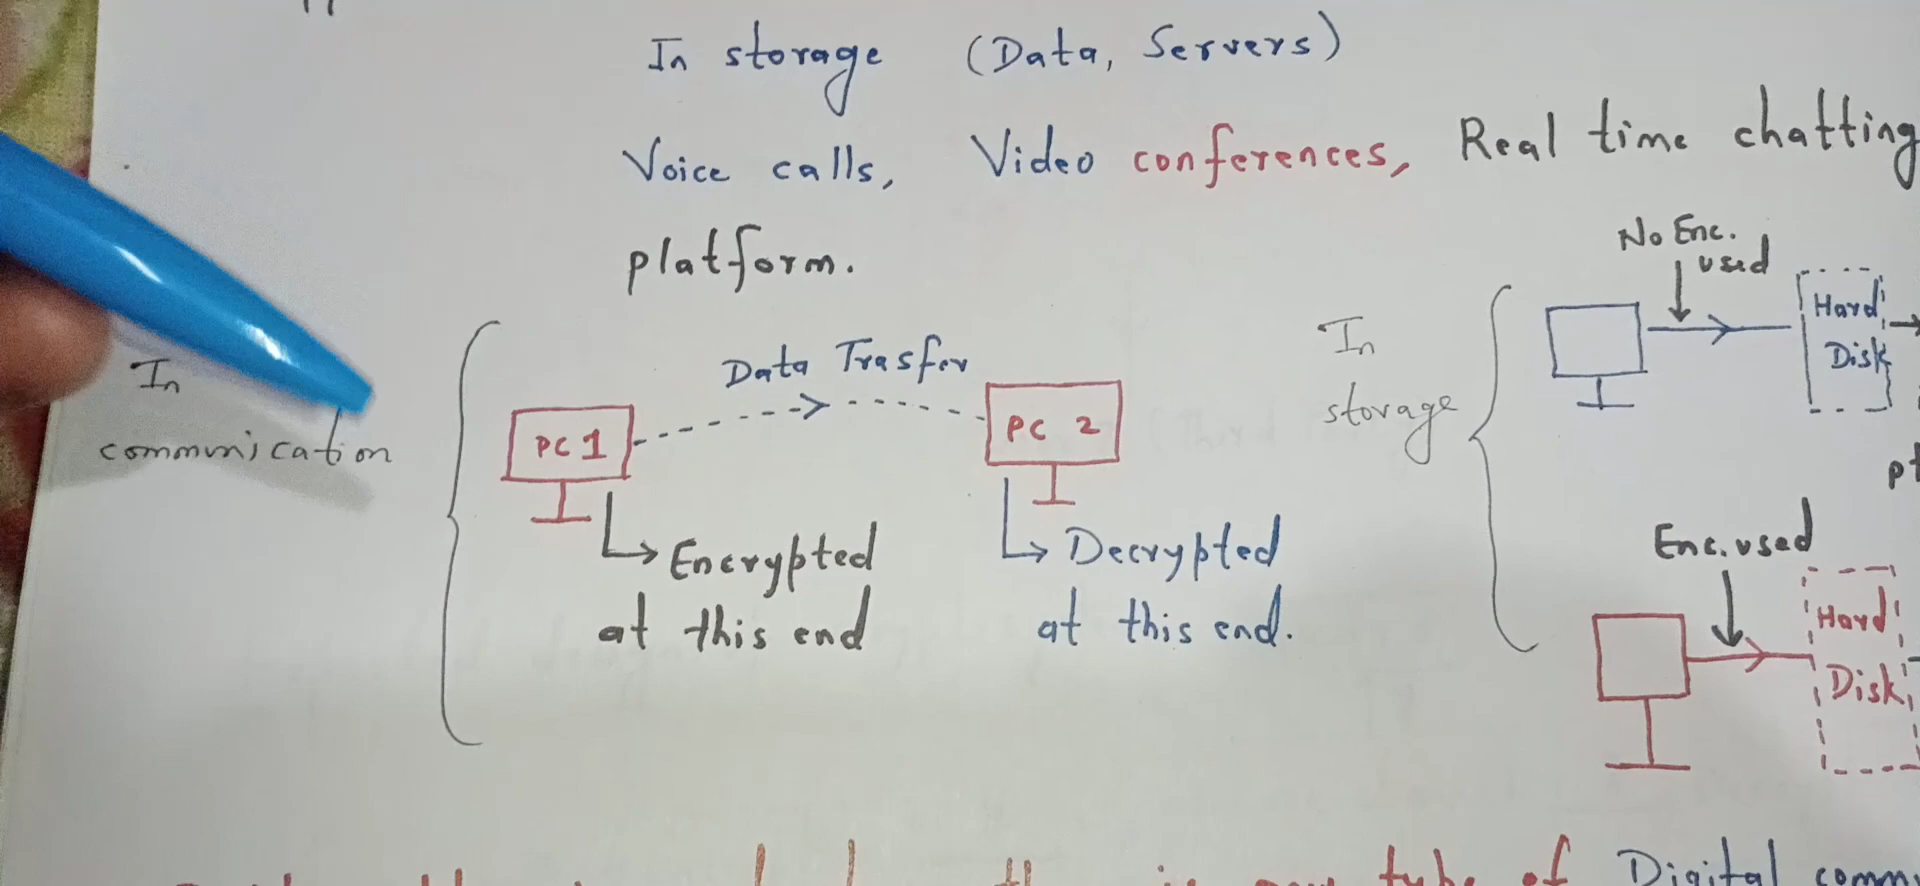 In storage (Data, Servers)
Voice calls, Video conferences, Real time chatting
platform.
In
communication
Data Trasfer
PC 1
PC 2
Encrypted
at this end
Decrypted
at this end.
In
storage
No Enc.
used
Hard
Disk
Enc. used
Hard
Disk
type of Digital